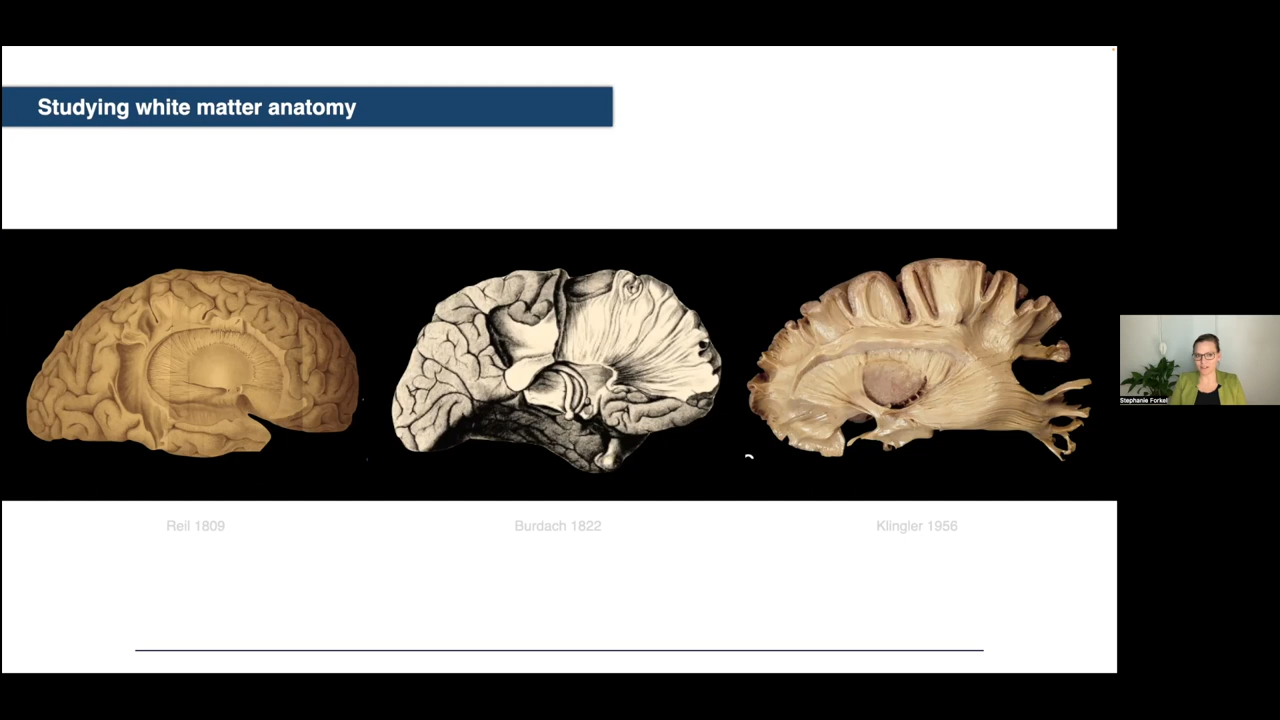 Studying white matter anatomy
Reil 1809
Burdach 1822
Klingler 1956
Stephanie Forkel